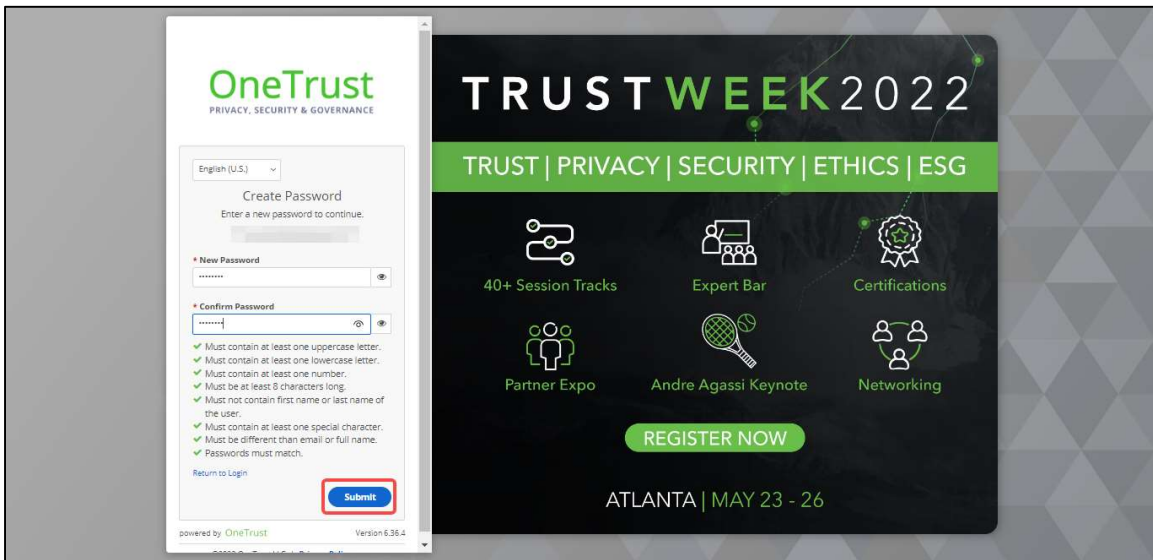 OneTrust
PRIVACY, SECURITY & GOVERNANCE
English (U.S.)
Create Password
Enter a new password to continue.
* New Password
········
* Confirm Password
········
Must contain at least one uppercase letter.
Must contain at least one lowercase letter.
Must contain at least one number.
Must be at least 8 characters long.
Must not contain first name or last name of
the user.
Must contain at least one special character.
Must be different than email or full name.
Passwords must match.
Return to Login
Submit
powered by OneTrust
Version 6.36.4
TRUST WEEK 2022
TRUST | PRIVACY | SECURITY | ETHICS | ESG
40+ Session Tracks
Expert Bar
Certifications
Partner Expo
Andre Agassi Keynote
Networking
REGISTER NOW
ATLANTA | MAY 23 - 26